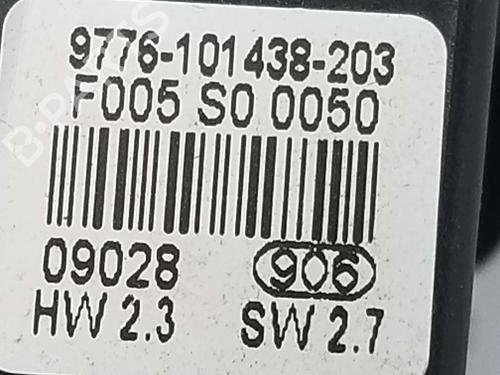 9776-101438-203
F005 S0 0050
09028 906
HW 2.3 SW 2.7
B-PARTS